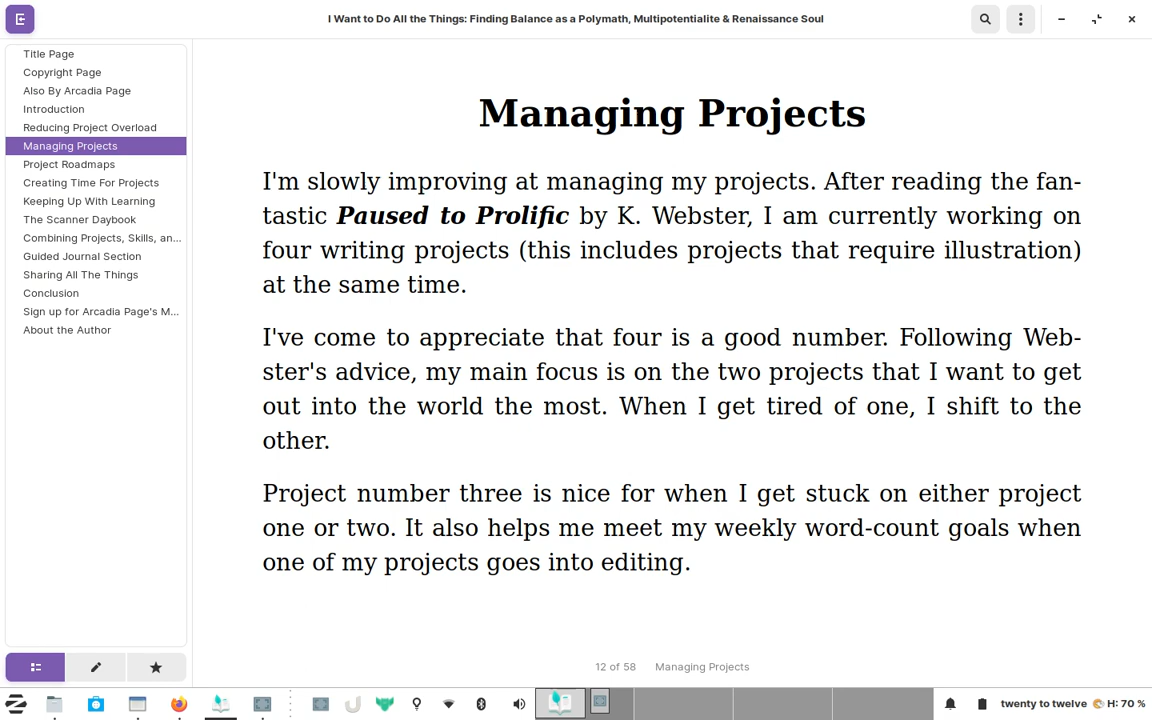 I Want to Do All the Things: Finding Balance as a Polymath, Multipotentialite & Renaissance Soul
Title Page
Copyright Page
Also By Arcadia Page
Introduction
Reducing Project Overload
Managing Projects
Project Roadmaps
Creating Time For Projects
Keeping Up With Learning
The Scanner Daybook
Combining Projects, Skills, an...
Guided Journal Section
Sharing All The Things
Conclusion
Sign up for Arcadia Page's M...
About the Author
Managing Projects
I'm slowly improving at managing my projects. After reading the fan-
tastic Paused to Prolific by K. Webster, I am currently working on
four writing projects (this includes projects that require illustration)
at the same time.
I've come to appreciate that four is a good number. Following Web-
ster's advice, my main focus is on the two projects that I want to get
out into the world the most. When I get tired of one, I shift to the
other.
Project number three is nice for when I get stuck on either project
one or two. It also helps me meet my weekly word-count goals when
one of my projects goes into editing.
12 of 58 Managing Projects
twenty to twelve H: 70 %